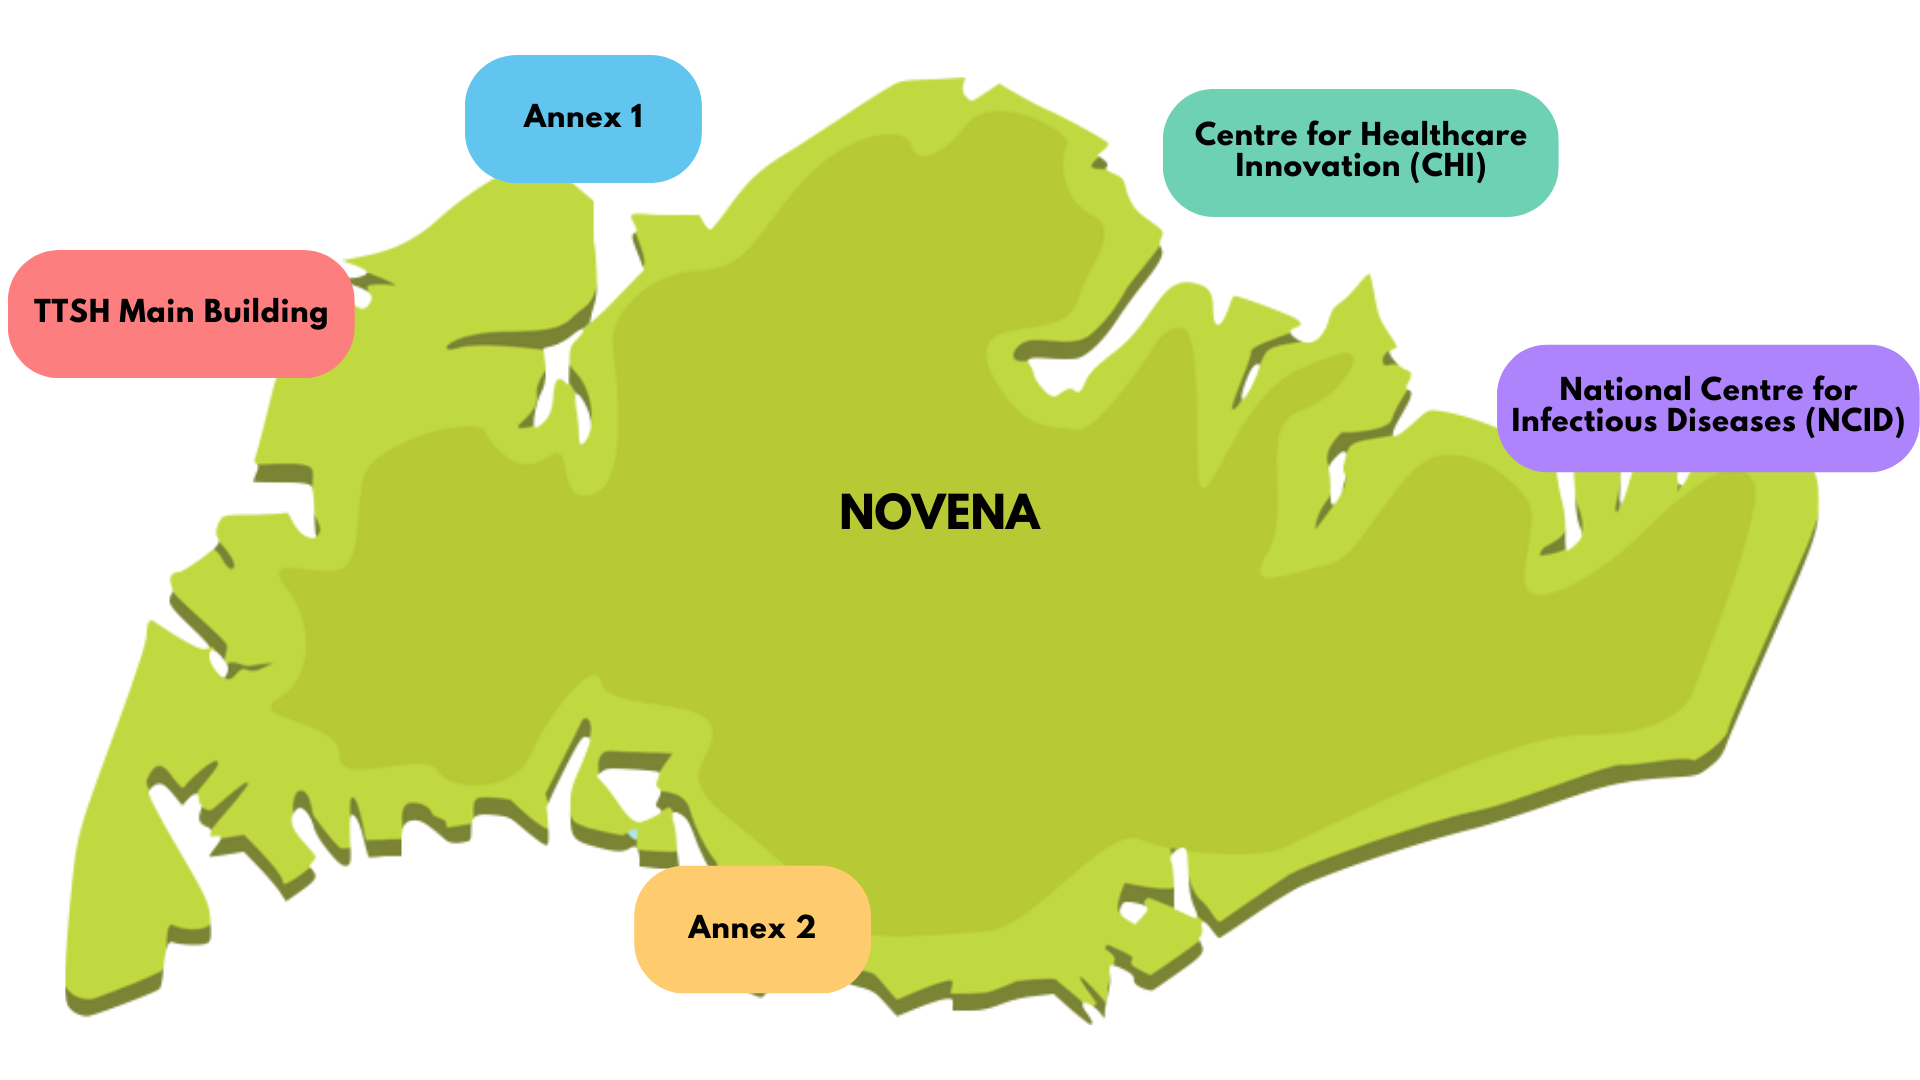 Annex 1
Centre for Healthcare
Innovation (CHI)
TTSH Main Building
National Centre for
Infectious Diseases (NCID)
NOVENA
Annex 2